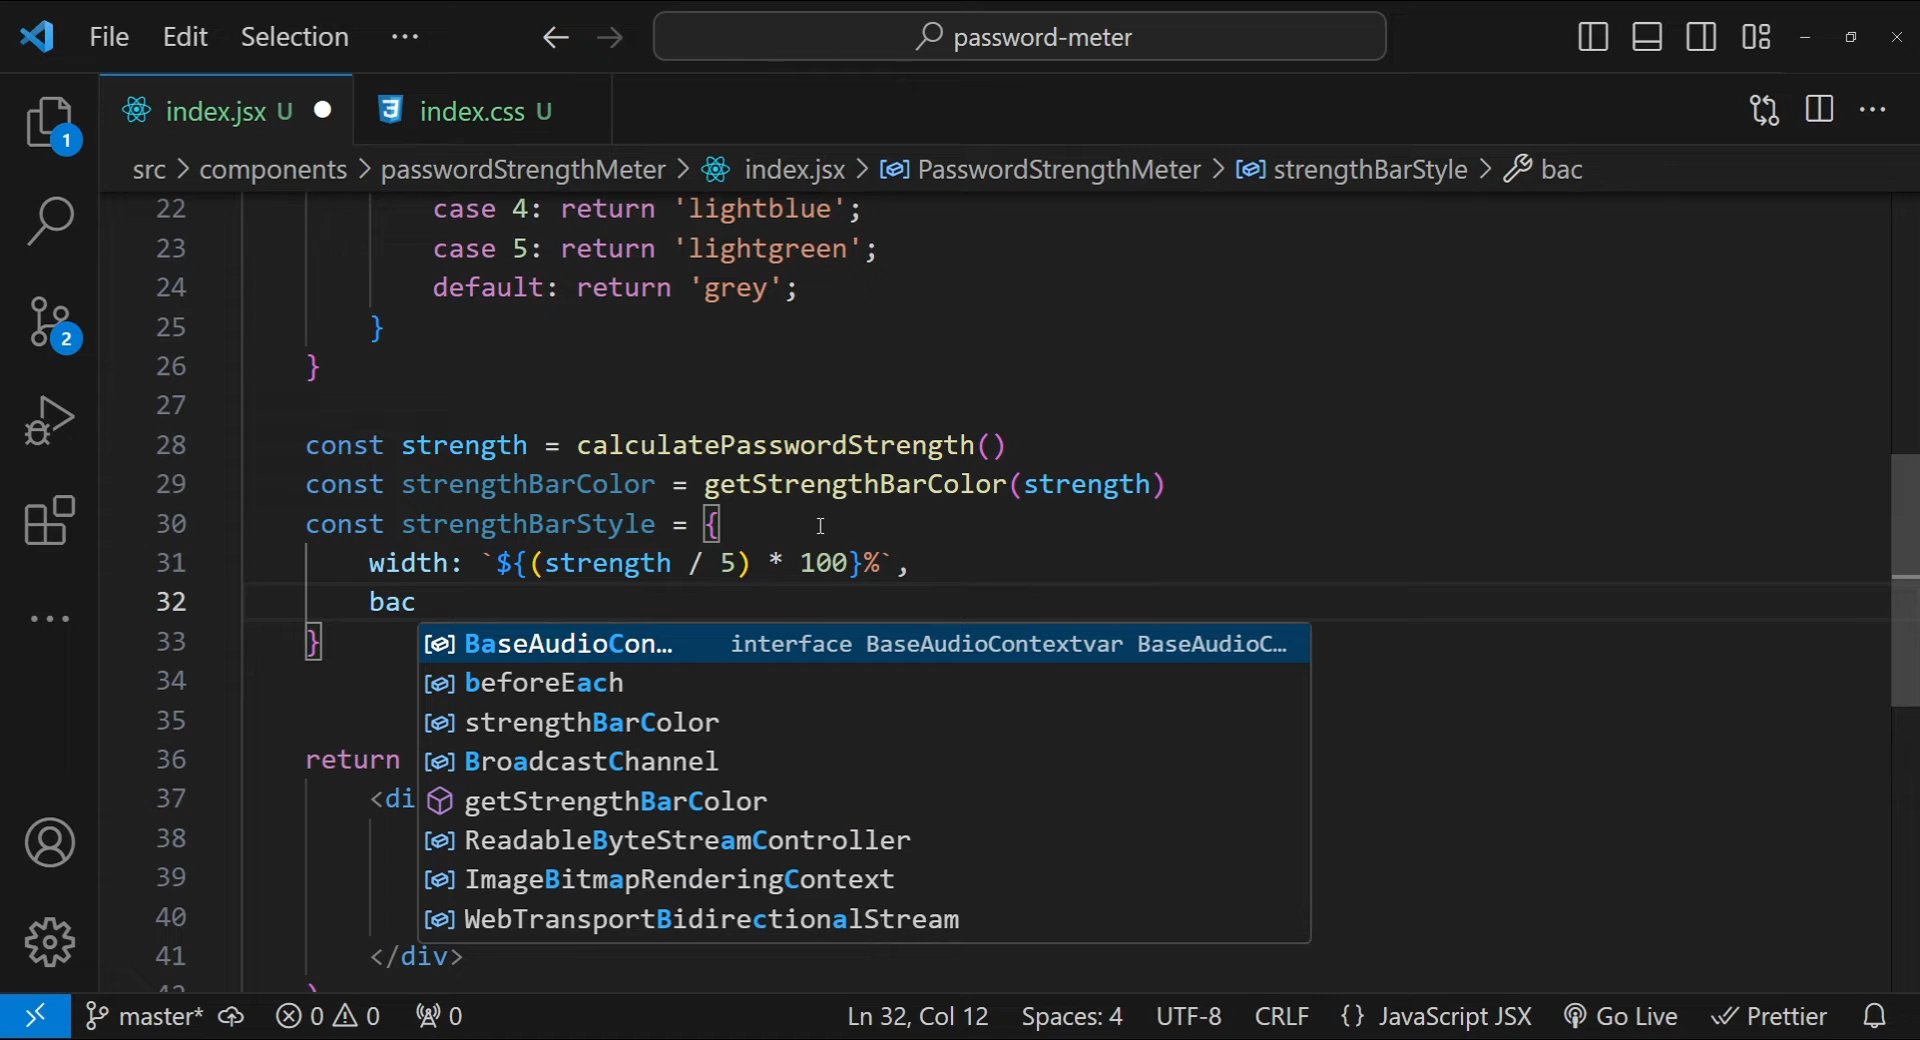 File Edit Selection ··· ← → password-meter
index.jsx U ● index.css U ···
src > components > passwordStrengthMeter > index.jsx > PasswordStrengthMeter > strengthBarStyle > bac
22 case 4: return 'lightblue';
23 case 5: return 'lightgreen';
24 default: return 'grey';
25 }
26 }
27
28 const strength = calculatePasswordStrength()
29 const strengthBarColor = getStrengthBarColor(strength)
30 const strengthBarStyle = {
31 width: `${(strength / 5) * 100}%`,
32 bac
33 }
BaseAudioCon… interface BaseAudioContextvar BaseAudioC…
34 beforeEach
35 strengthBarColor
36 return BroadcastChannel
37 <di getStrengthBarColor
38 ReadableByteStreamController
39 ImageBitmapRenderingContext
40 WebTransportBidirectionalStream
41 </div>
42 )
1
2
master* 0 0 0 Ln 32, Col 12 Spaces: 4 UTF-8 CRLF {} JavaScript JSX Go Live Prettier